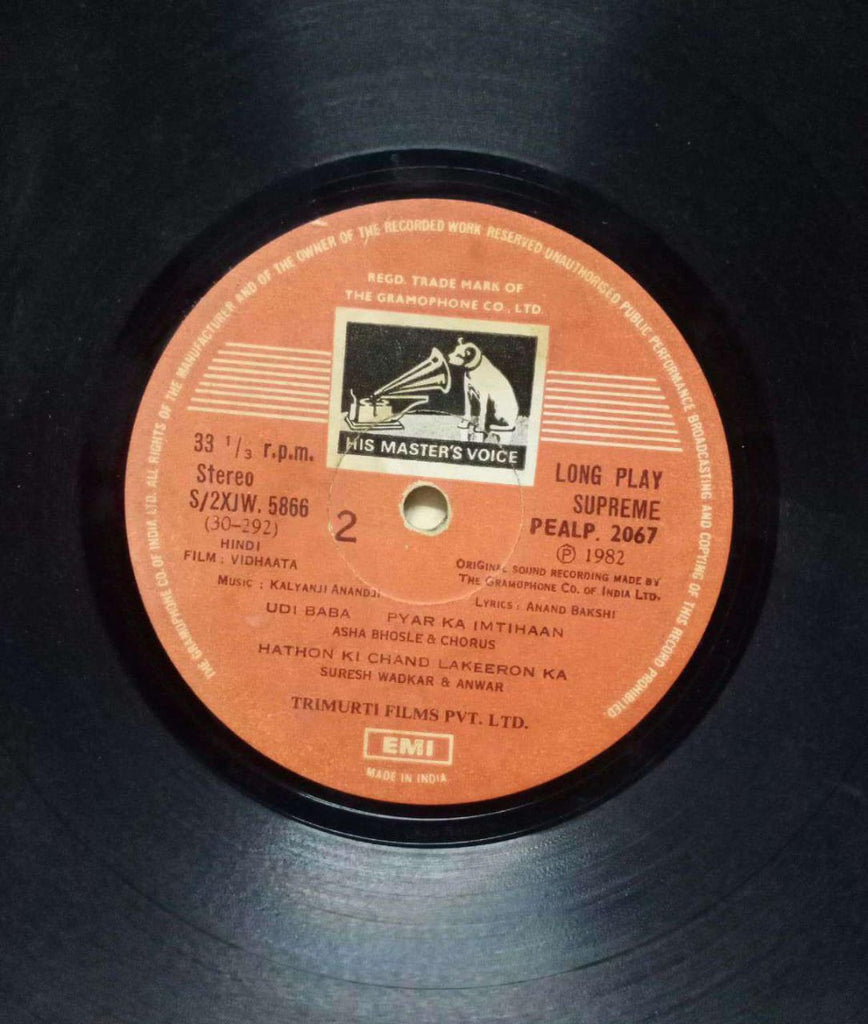 THE GRAMOPHONE CO. OF INDIA LTD. ALL RIGHTS OF THE MANUFACTURER AND OF THE OWNER OF THE RECORDED WORK RESERVED UNAUTHORISED PUBLIC PERFORMANCE BROADCASTING AND COPYING OF THIS RECORD PROHIBITED.
REGD. TRADE MARK OF
THE GRAMOPHONE CO., LTD.
HIS MASTER'S VOICE
33 1/3 r.p.m.
Stereo
S/2XJW. 5866
(30-292)
2
LONG PLAY
SUPREME
PEALP. 2067
Ⓟ 1982
HINDI
FILM : VIDHAATA
ORIGINAL SOUND RECORDING MADE BY
THE GRAMOPHONE CO. OF INDIA LTD.
MUSIC : KALYANJI ANANDJI
LYRICS : ANAND BAKSHI
UDI BABA PYAR KA IMTIHAAN
ASHA BHOSLE & CHORUS
HATHON KI CHAND LAKEERON KA
SURESH WADKAR & ANWAR
TRIMURTI FILMS PVT. LTD.
EMI
MADE IN INDIA